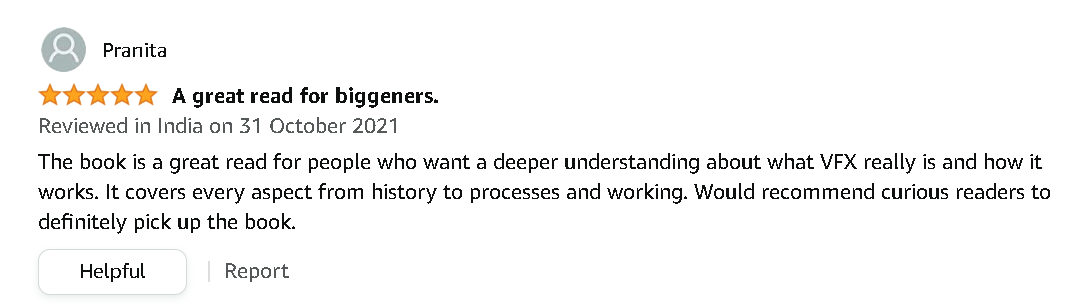 Pranita
A great read for biggeners.
Reviewed in India on 31 October 2021
The book is a great read for people who want a deeper understanding about what VFX really is and how it
works. It covers every aspect from history to processes and working. Would recommend curious readers to
definitely pick up the book.
Helpful | Report